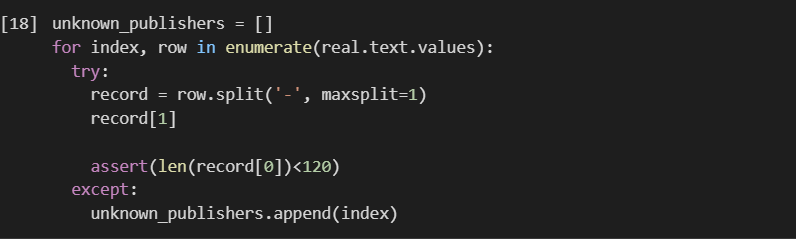 [18] unknown_publishers = []
for index, row in enumerate(real.text.values):
try:
record = row.split('-', maxsplit=1)
record[1]
assert(len(record[0])<120)
except:
unknown_publishers.append(index)